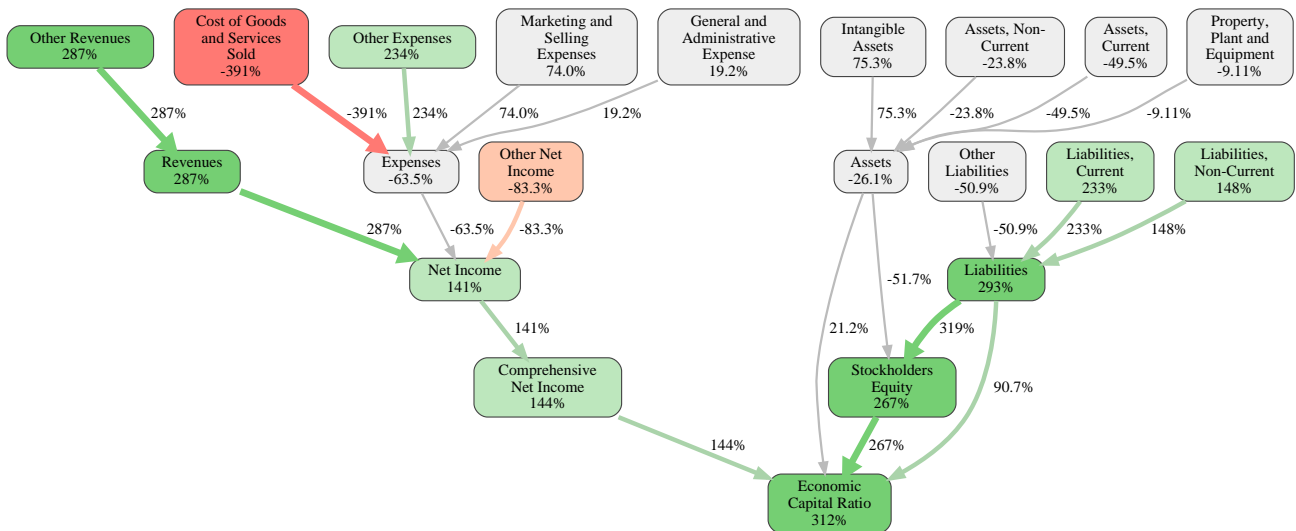 Other Revenues
287%
Cost of Goods
and Services
Sold
-391%
Other Expenses
234%
Marketing and
Selling
Expenses
74.0%
General and
Administrative
Expense
19.2%
Intangible
Assets
75.3%
Assets, Non-
Current
-23.8%
Assets,
Current
-49.5%
Property,
Plant and
Equipment
-9.11%
287%
-391%
234%
74.0%
19.2%
75.3%
-23.8%
-49.5%
-9.11%
Revenues
287%
Expenses
-63.5%
Other Net
Income
-83.3%
Assets
-26.1%
Other
Liabilities
-50.9%
Liabilities,
Current
233%
Liabilities,
Non-Current
148%
287%
-63.5%
-83.3%
-50.9%
233%
148%
Net Income
141%
Liabilities
293%
-51.7%
141%
21.2%
319%
Comprehensive
Net Income
144%
Stockholders
Equity
267%
90.7%
144%
267%
Economic
Capital Ratio
312%